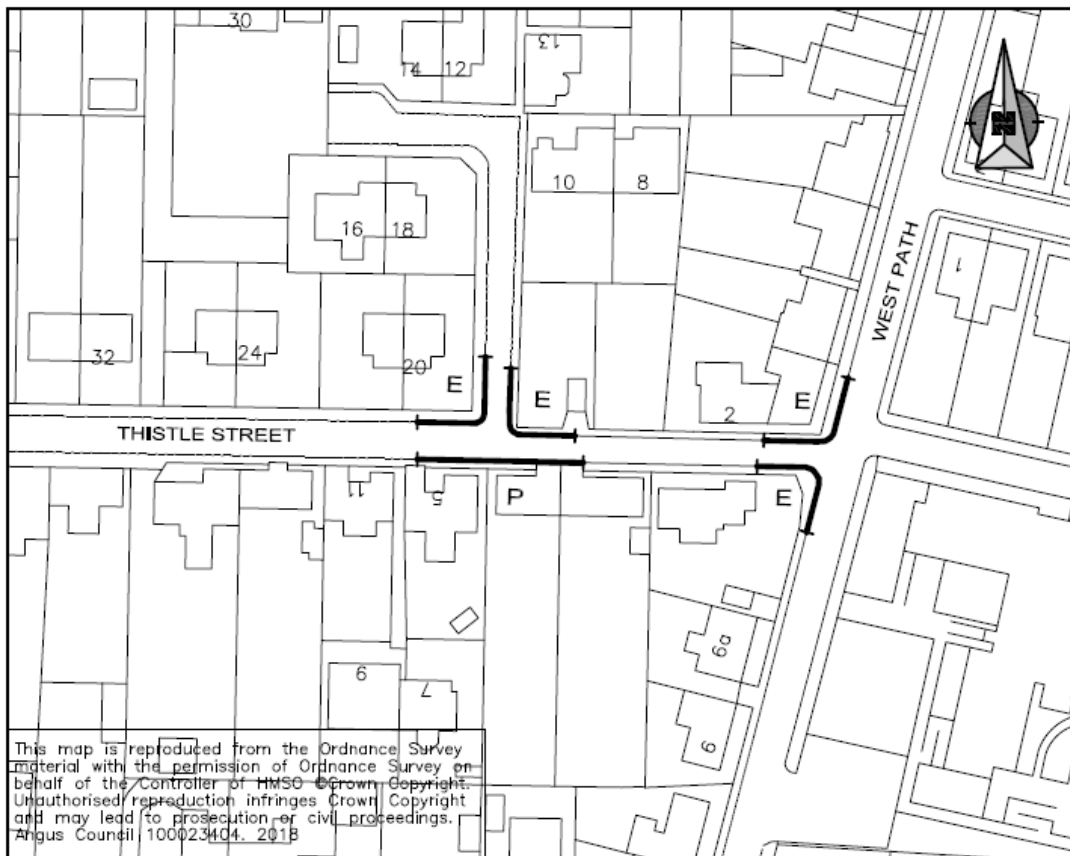 30
14
12
13
10
8
16
18
1
WEST PATH
32
24
20
E
E
2
E
THISTLE STREET
11
5
P
E
6a
9
7
6
This map is reproduced from the Ordnance Survey
material with the permission of Ordnance Survey on
behalf of the Controller of HMSO ©Crown Copyright.
Unauthorised reproduction infringes Crown Copyright
and may lead to prosecution or civil proceedings.
Angus Council 100023404. 2018